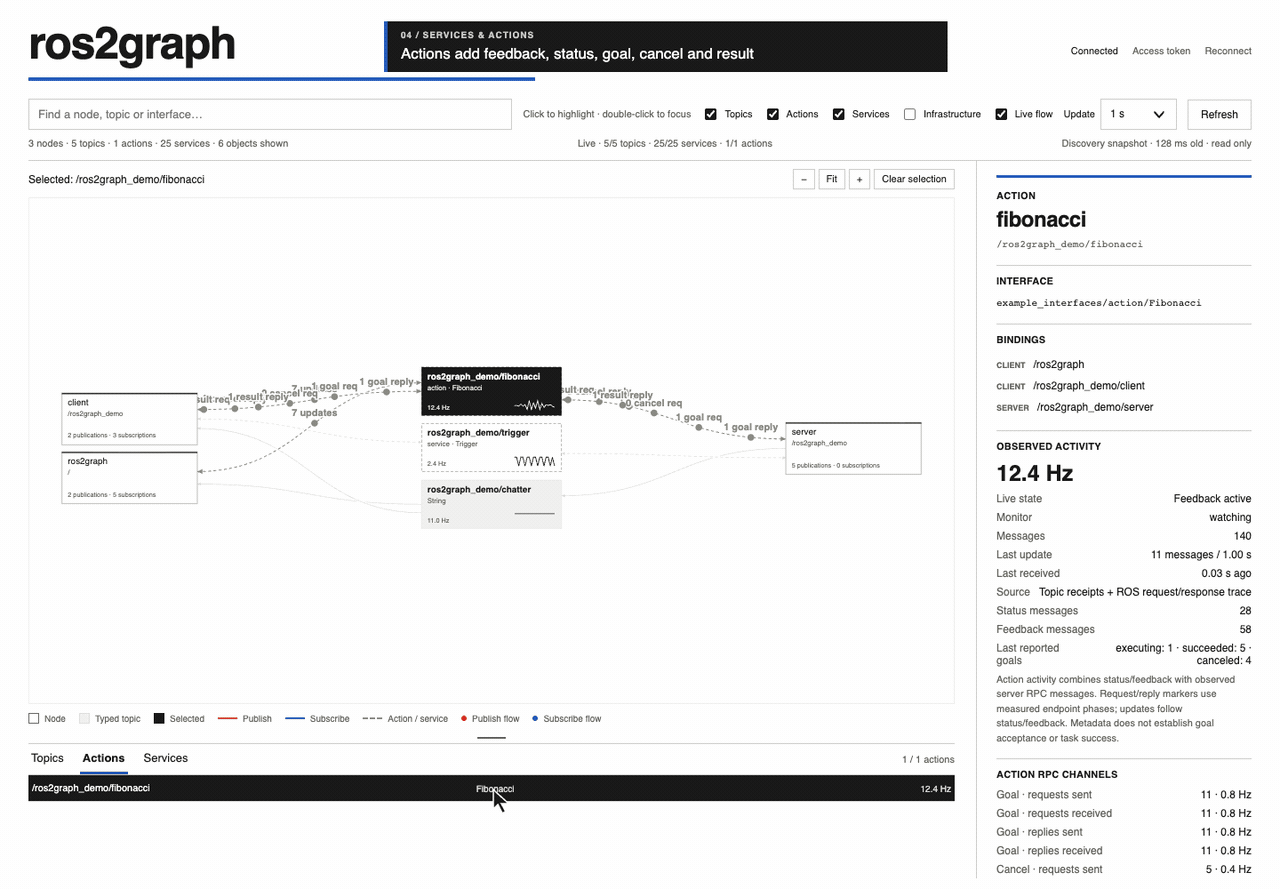 ros2graph
04 / SERVICES & ACTIONS
Actions add feedback, status, goal, cancel and result
Connected Access token Reconnect
Find a node, topic or interface…
Click to highlight · double-click to focus Topics Actions Services Infrastructure Live flow Update 1 s Refresh
3 nodes · 5 topics · 1 actions · 25 services · 6 objects shown
Live · 5/5 topics · 25/25 services · 1/1 actions
Discovery snapshot · 128 ms old · read only
Selected: /ros2graph_demo/fibonacci
− Fit + Clear selection
client
/ros2graph_demo
2 publications · 3 subscriptions
ros2graph
/
2 publications · 5 subscriptions
result reply
1 goal req
1 goal reply
7 updates
ros2graph_demo/fibonacci
action · Fibonacci
12.4 Hz
ros2graph_demo/trigger
service · Trigger
2.4 Hz
ros2graph_demo/chatter
String
11.0 Hz
1 result reply
0 cancel req
1 goal req
1 goal reply
server
/ros2graph_demo
5 publications · 0 subscriptions
Node Typed topic Selected Publish Subscribe Action / service Publish flow Subscribe flow
Topics Actions Services
1 / 1 actions
/ros2graph_demo/fibonacci Fibonacci 12.4 Hz
ACTION
fibonacci
/ros2graph_demo/fibonacci
INTERFACE
example_interfaces/action/Fibonacci
BINDINGS
CLIENT /ros2graph
CLIENT /ros2graph_demo/client
SERVER /ros2graph_demo/server
OBSERVED ACTIVITY
12.4 Hz
Live state Feedback active
Monitor watching
Messages 140
Last update 11 messages / 1.00 s
Last received 0.03 s ago
Source Topic receipts + ROS request/response trace
Status messages 28
Feedback messages 58
Last reported goals executing: 1 · succeeded: 5 ·
canceled: 4
Action activity combines status/feedback with observed
server RPC messages. Request/reply markers use
measured endpoint phases; updates follow
status/feedback. Metadata does not establish goal
acceptance or task success.
ACTION RPC CHANNELS
Goal · requests sent 11 · 0.8 Hz
Goal · requests received 11 · 0.8 Hz
Goal · replies sent 11 · 0.8 Hz
Goal · replies received 11 · 0.8 Hz
Cancel · requests sent 5 · 0.4 Hz